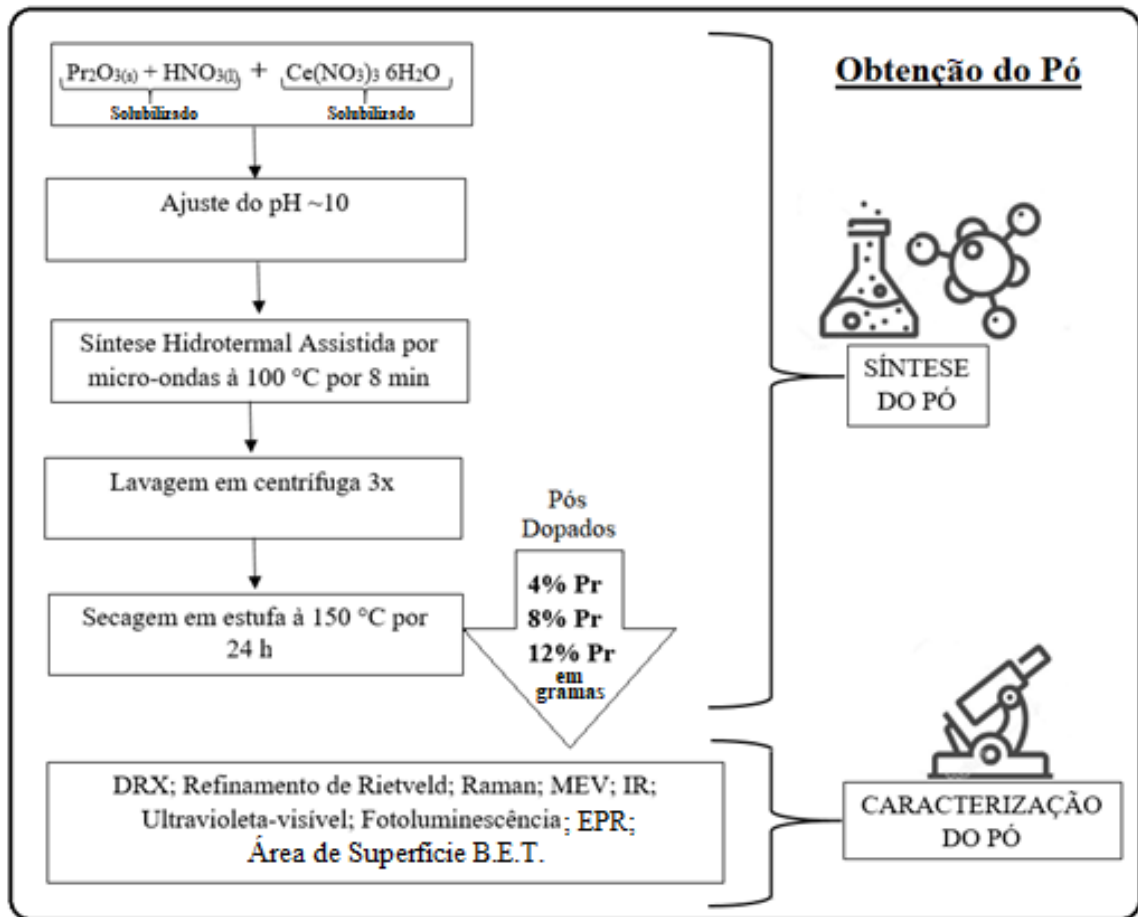 Obtenção do Pó
Pr₂O₃₍ₛ₎ + HNO₃₍ₗ₎ + Ce(NO₃)₃ 6H₂O
Solubilizado Solubilizado
Ajuste do pH ~10
Síntese Hidrotermal Assistida por
micro-ondas à 100 °C por 8 min
Lavagem em centrífuga 3x
Secagem em estufa à 150 °C por
24 h
Pós
Dopados
4% Pr
8% Pr
12% Pr
em
gramas
SÍNTESE
DO PÓ
DRX; Refinamento de Rietveld; Raman; MEV; IR;
Ultravioleta-visível; Fotoluminescência; EPR;
Área de Superfície B.E.T.
CARACTERIZAÇÃO
DO PÓ